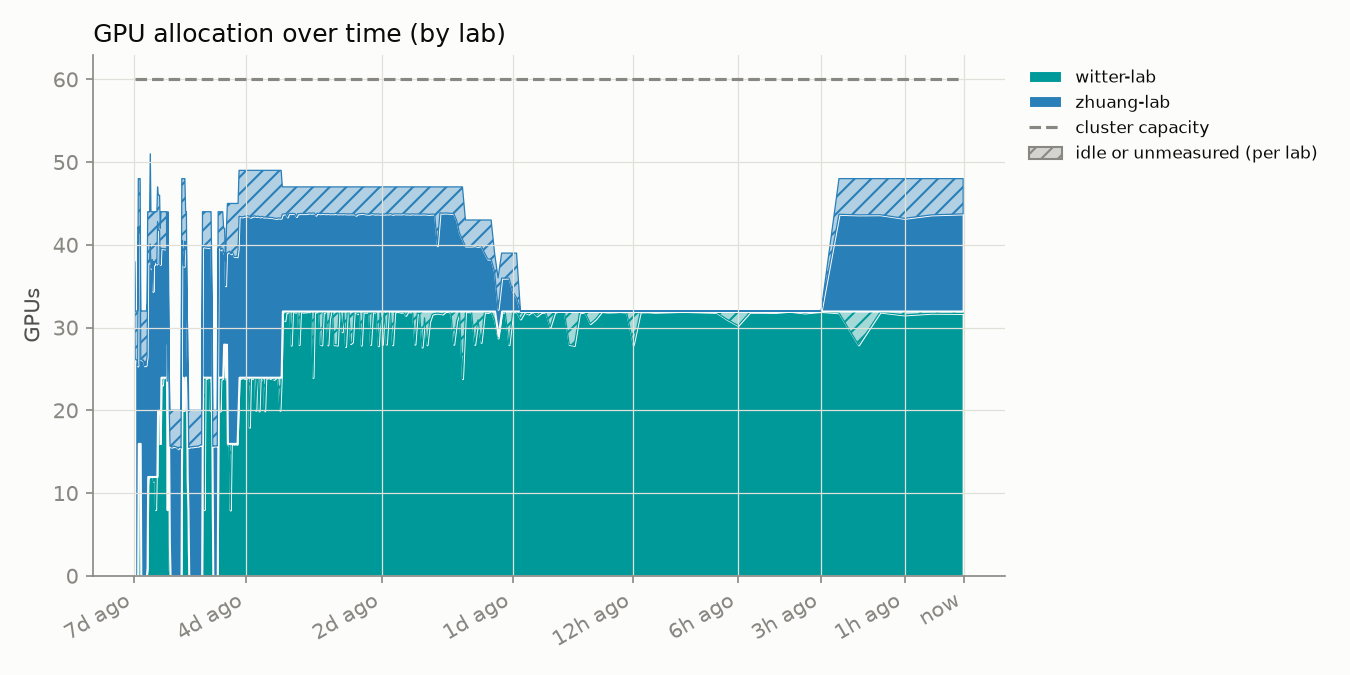 GPU allocation over time (by lab)
witter-lab
zhuang-lab
cluster capacity
idle or unmeasured (per lab)
GPUs
60
50
40
30
20
10
0
7d ago
4d ago
2d ago
1d ago
12h ago
6h ago
3h ago
1h ago
now